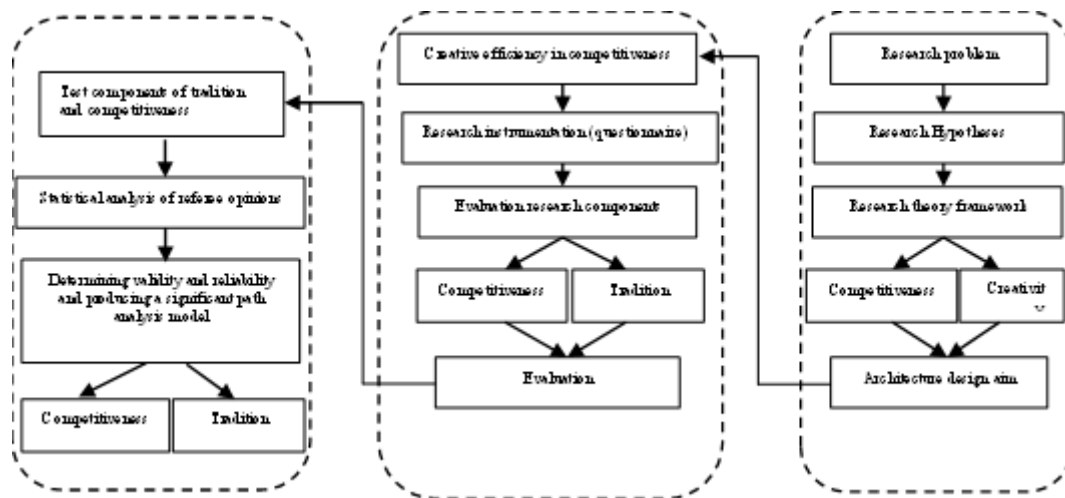 Test components of tradition
and competitiveness
Statistical analysis of referee opinions
Determining validity and reliability
and producing a significant path
analysis model
Competitiveness
Tradition
Creative efficiency in competitiveness
Research instrumentation (questionnaire)
Evaluation research components
Competitiveness
Tradition
Evaluation
Research problem
Research Hypotheses
Research theory framework
Competitiveness
Creativit
y
Architecture design aim